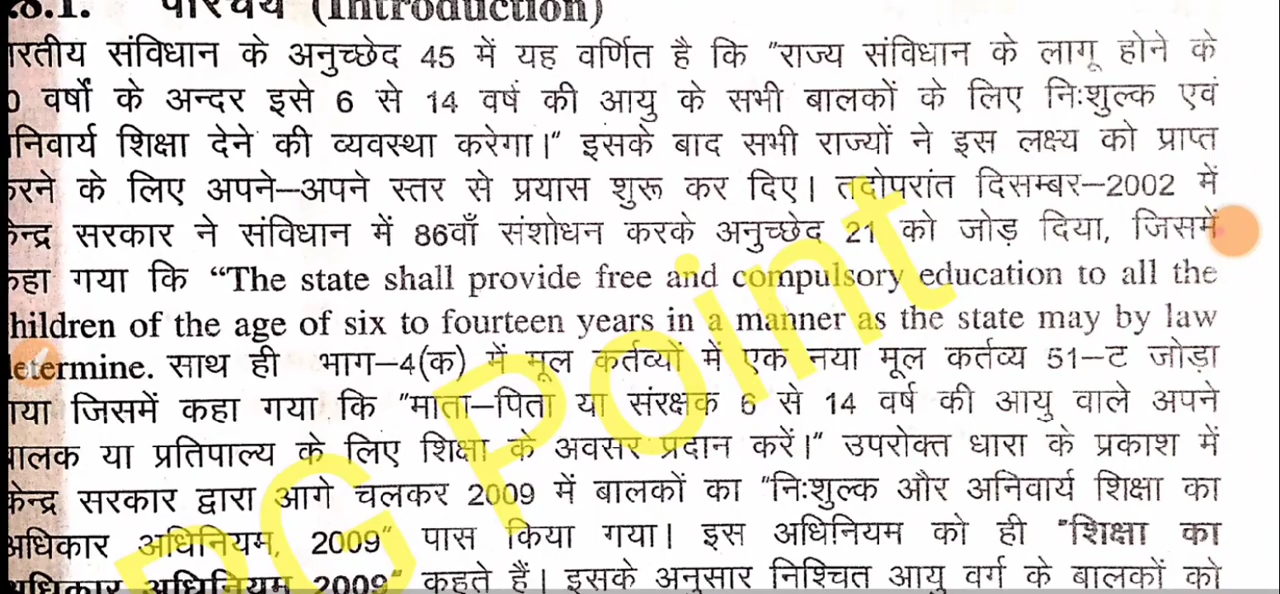 .8.1. परिचय (Introduction)
रतीय संविधान के अनुच्छेद 45 में यह वर्णित है कि "राज्य संविधान के लागू होने के
0 वर्षों के अन्दर इसे 6 से 14 वर्ष की आयु के सभी बालकों के लिए निःशुल्क एवं
निवार्य शिक्षा देने की व्यवस्था करेगा।" इसके बाद सभी राज्यों ने इस लक्ष्य को प्राप्त
रने के लिए अपने–अपने स्तर से प्रयास शुरू कर दिए। तदोपरांत दिसम्बर–2002 में
केन्द्र सरकार ने संविधान में 86वाँ संशोधन करके अनुच्छेद 21 को जोड़ दिया, जिसमें
कहा गया कि “The state shall provide free and compulsory education to all the
hildren of the age of six to fourteen years in a manner as the state may by law
etermine. साथ ही भाग–4(क) में मूल कर्तव्यों में एक नया मूल कर्तव्य 51–ट जोड़ा
गया जिसमें कहा गया कि "माता–पिता या संरक्षक 6 से 14 वर्ष की आयु वाले अपने
बालक या प्रतिपाल्य के लिए शिक्षा के अवसर प्रदान करें।" उपरोक्त धारा के प्रकाश में
केन्द्र सरकार द्वारा आगे चलकर 2009 में बालकों का "निःशुल्क और अनिवार्य शिक्षा का
अधिकार अधिनियम, 2009" पास किया गया। इस अधिनियम को ही "शिक्षा का
अधिकार अधिनियम 2009" कहते हैं। इसके अनुसार निश्चित आयु वर्ग के बालकों को
PG Point